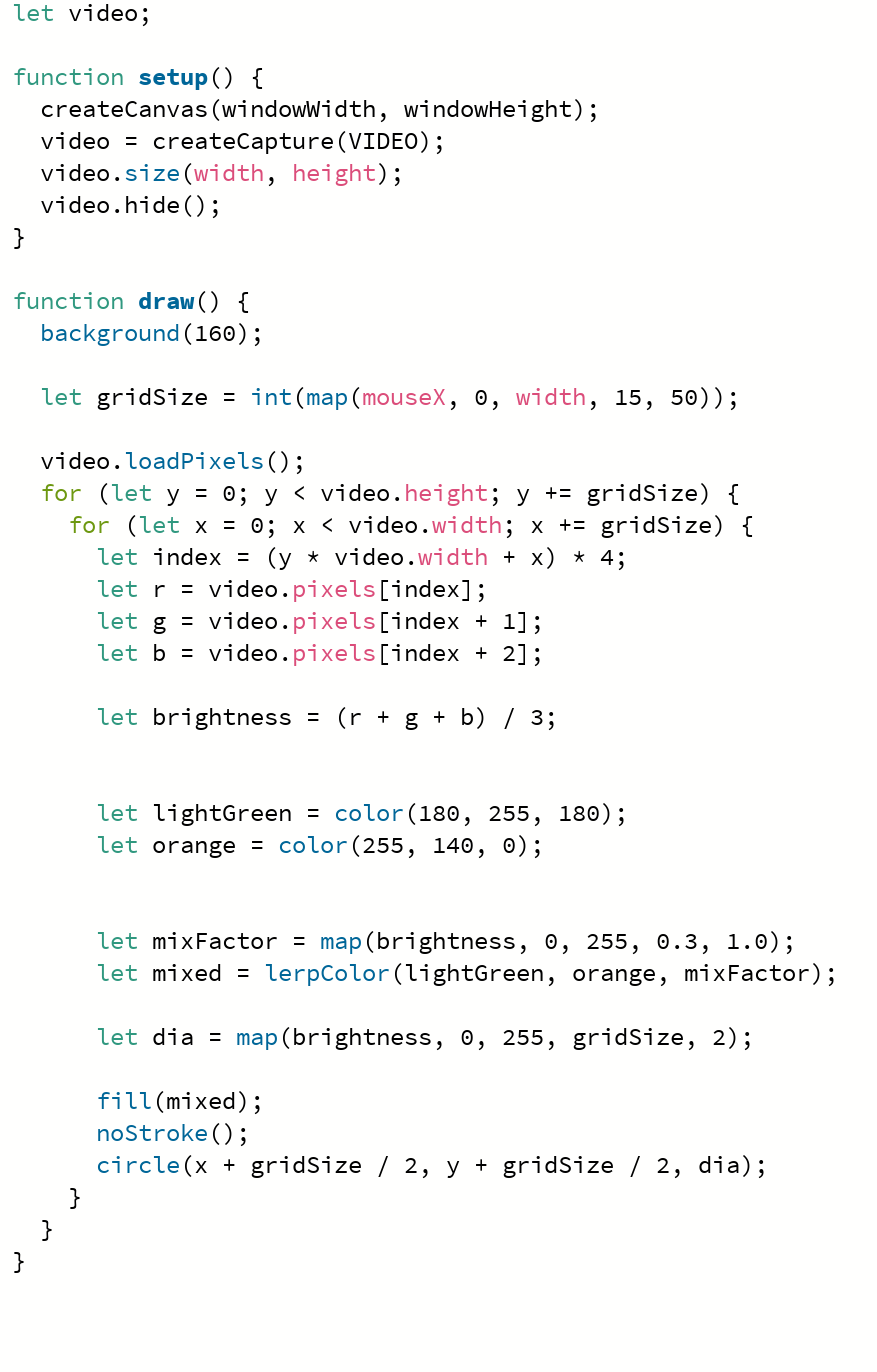 let video;

function setup() {
  createCanvas(windowWidth, windowHeight);
  video = createCapture(VIDEO);
  video.size(width, height);
  video.hide();
}

function draw() {
  background(160);

  let gridSize = int(map(mouseX, 0, width, 15, 50));

  video.loadPixels();
  for (let y = 0; y < video.height; y += gridSize) {
    for (let x = 0; x < video.width; x += gridSize) {
      let index = (y * video.width + x) * 4;
      let r = video.pixels[index];
      let g = video.pixels[index + 1];
      let b = video.pixels[index + 2];

      let brightness = (r + g + b) / 3;


      let lightGreen = color(180, 255, 180);
      let orange = color(255, 140, 0);


      let mixFactor = map(brightness, 0, 255, 0.3, 1.0);
      let mixed = lerpColor(lightGreen, orange, mixFactor);

      let dia = map(brightness, 0, 255, gridSize, 2);

      fill(mixed);
      noStroke();
      circle(x + gridSize / 2, y + gridSize / 2, dia);
    }
  }
}